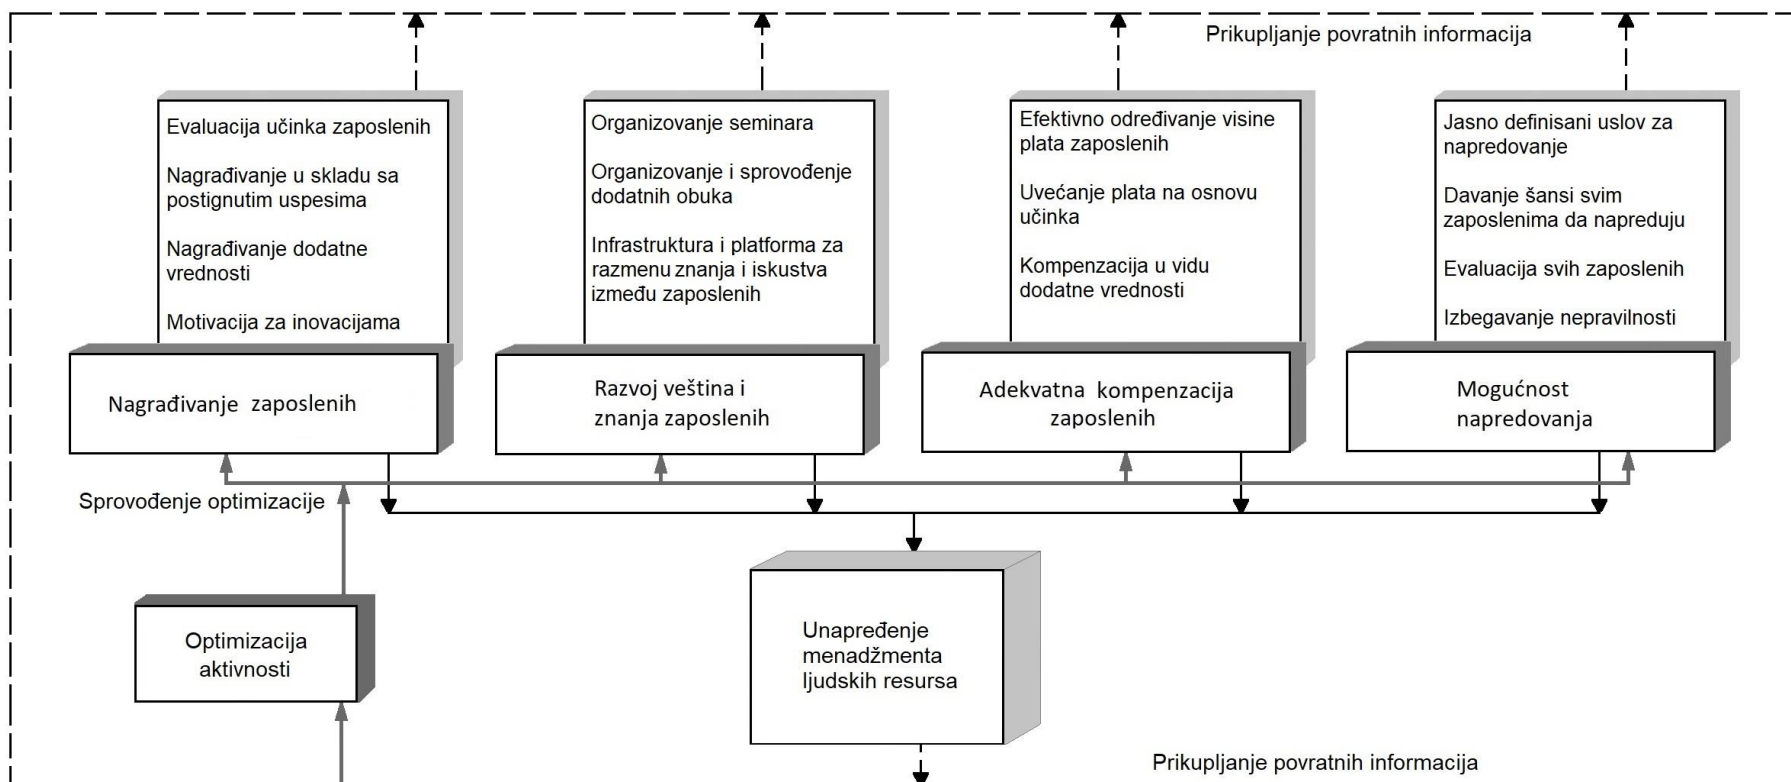 Prikupljanje povratnih informacija
Evaluacija učinka zaposlenih
Nagrađivanje u skladu sa
postignutim uspesima
Nagrađivanje dodatne
vrednosti
Motivacija za inovacijama
Organizovanje seminara
Organizovanje i sprovođenje
dodatnih obuka
Infrastruktura i platforma za
razmenu znanja i iskustva
između zaposlenih
Efektivno određivanje visine
plata zaposlenih
Uvećanje plata na osnovu
učinka
Kompenzacija u vidu
dodatne vrednosti
Jasno definisani uslov za
napredovanje
Davanje šansi svim
zaposlenima da napreduju
Evaluacija svih zaposlenih
Izbegavanje nepravilnosti
Nagrađivanje zaposlenih
Razvoj veština i
znanja zaposlenih
Adekvatna kompenzacija
zaposlenih
Mogućnost
napredovanja
Sprovođenje optimizacije
Optimizacija
aktivnosti
Unapređenje
menadžmenta
ljudskih resursa
Prikupljanje povratnih informacija